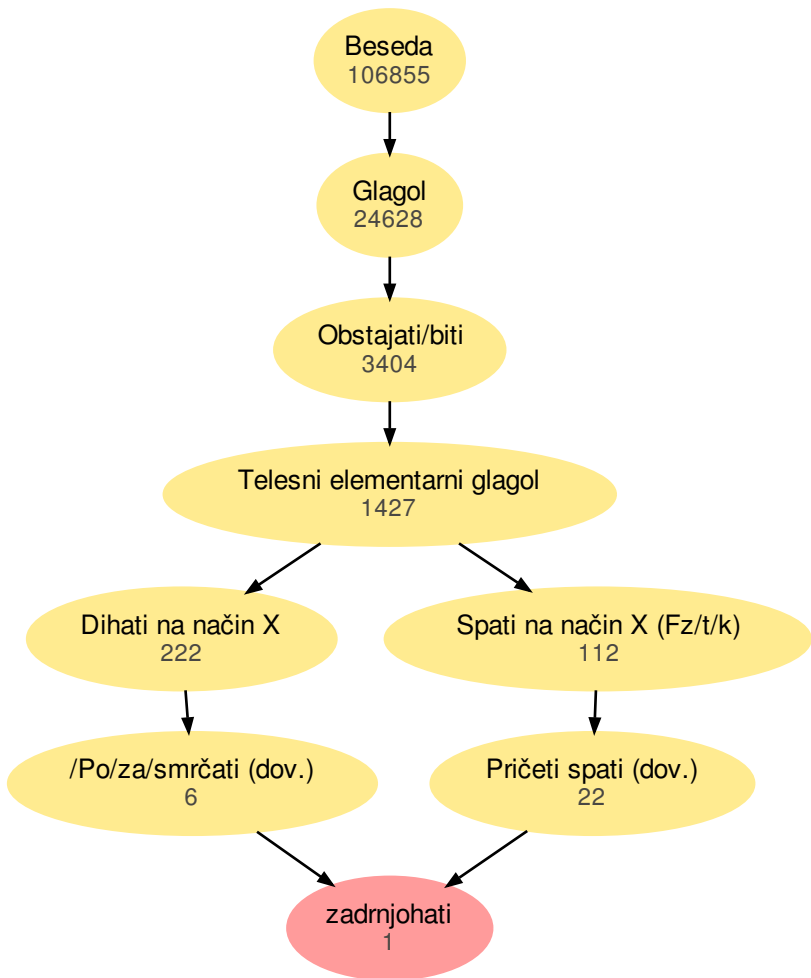 Beseda
106855
Glagol
24628
Obstajati/biti
3404
Telesni elementarni glagol
1427
Dihati na način X
222
Spati na način X (Fz/t/k)
112
/Po/za/smrčati (dov.)
6
Pričeti spati (dov.)
22
zadrnjohati
1